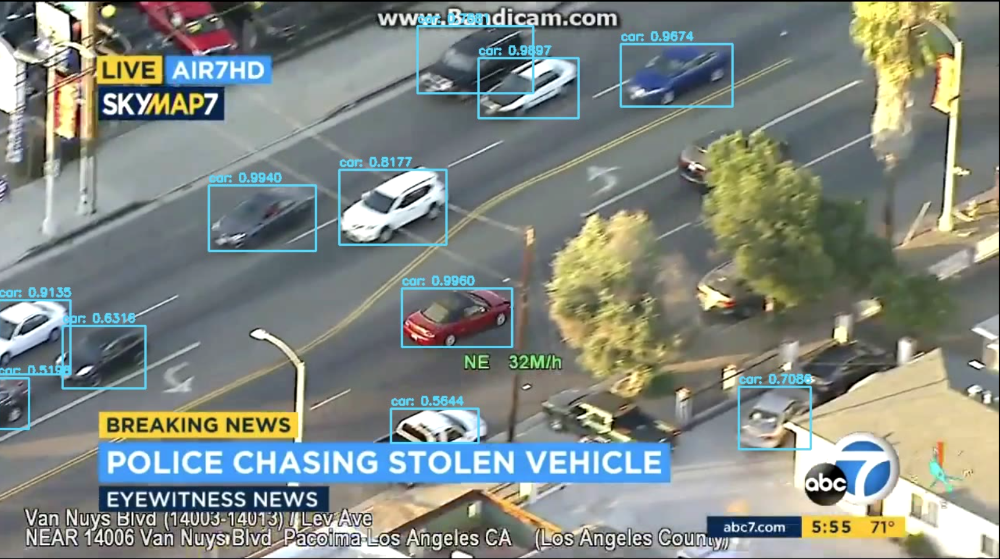 www.Bandicam.com
car: 0.7881
car: 0.9897
car: 0.9674
LIVE AIR7HD
SKYMAP7
car: 0.8177
car: 0.9940
car: 0.9960
car: 0.9135
car: 0.6316
car: 0.5198
NE 32M/h
car: 0.7086
car: 0.5644
BREAKING NEWS
POLICE CHASING STOLEN VEHICLE
EYEWITNESS NEWS
abc 7
Van Nuys Blvd (14003-14013) / Lev Ave
NEAR 14006 Van Nuys Blvd Pacoima-Los Angeles CA (Los Angeles County)
abc7.com 5:55 71°